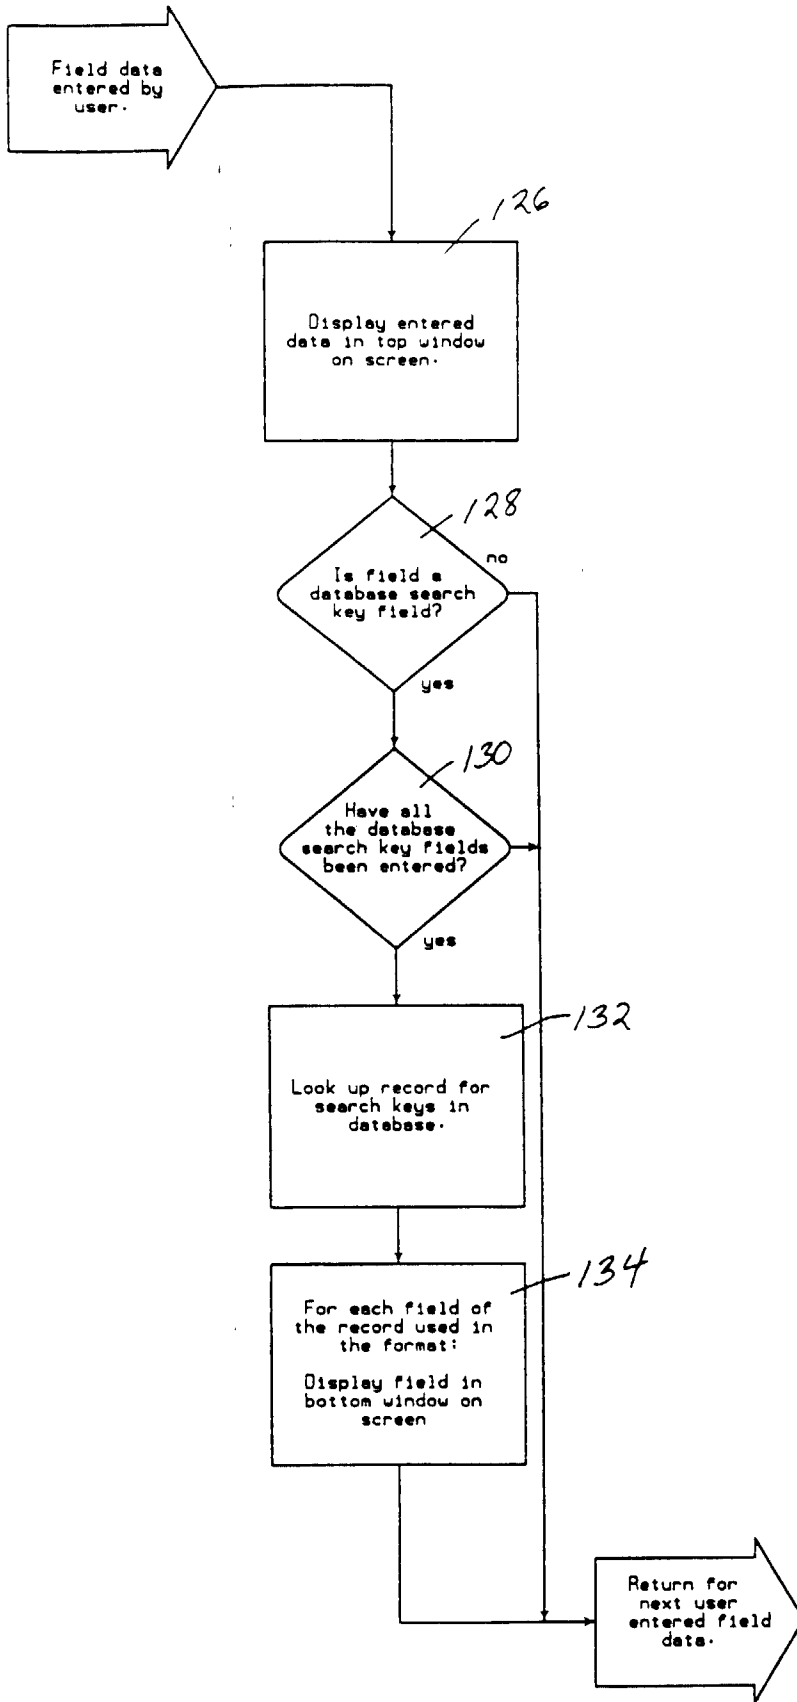 Field data
entered by
user.
126
Display entered
data in top window
on screen.
128
no
Is field a
database search
key field?
yes
130
Have all
the database
search key fields
been entered?
yes
132
Look up record for
search keys in
database.
134
For each field of
the record used in
the format:
Display field in
bottom window on
screen
Return for
next user
entered field
data.